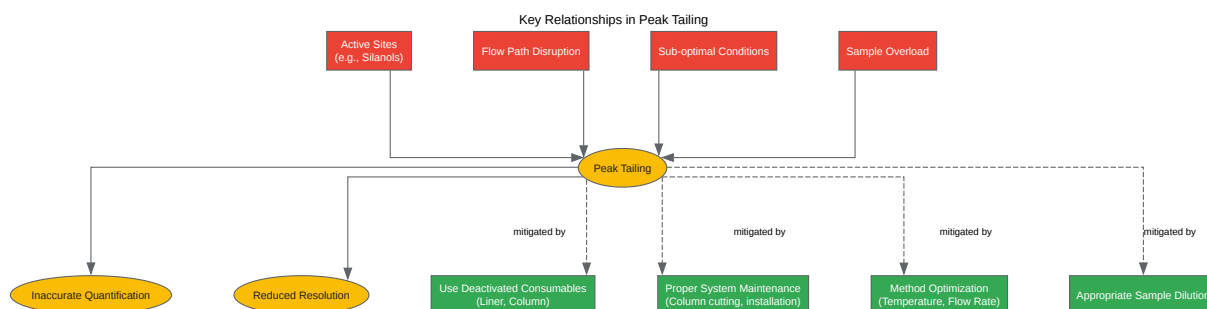 Key Relationships in Peak Tailing
Active Sites
(e.g., Silanols)
Flow Path Disruption
Sub-optimal Conditions
Sample Overload
Peak Tailing
mitigated by
mitigated by
mitigated by
mitigated by
Inaccurate Quantification
Reduced Resolution
Use Deactivated Consumables
(Liner, Column)
Proper System Maintenance
(Column cutting, installation)
Method Optimization
(Temperature, Flow Rate)
Appropriate Sample Dilution